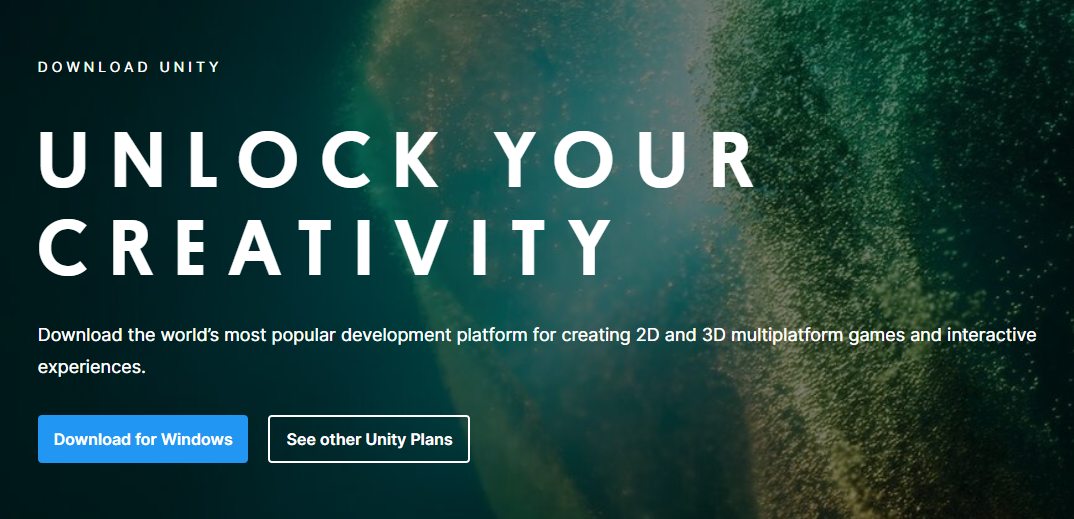 DOWNLOAD UNITY
UNLOCK YOUR
CREATIVITY
Download the world’s most popular development platform for creating 2D and 3D multiplatform games and interactive
experiences.
Download for Windows
See other Unity Plans